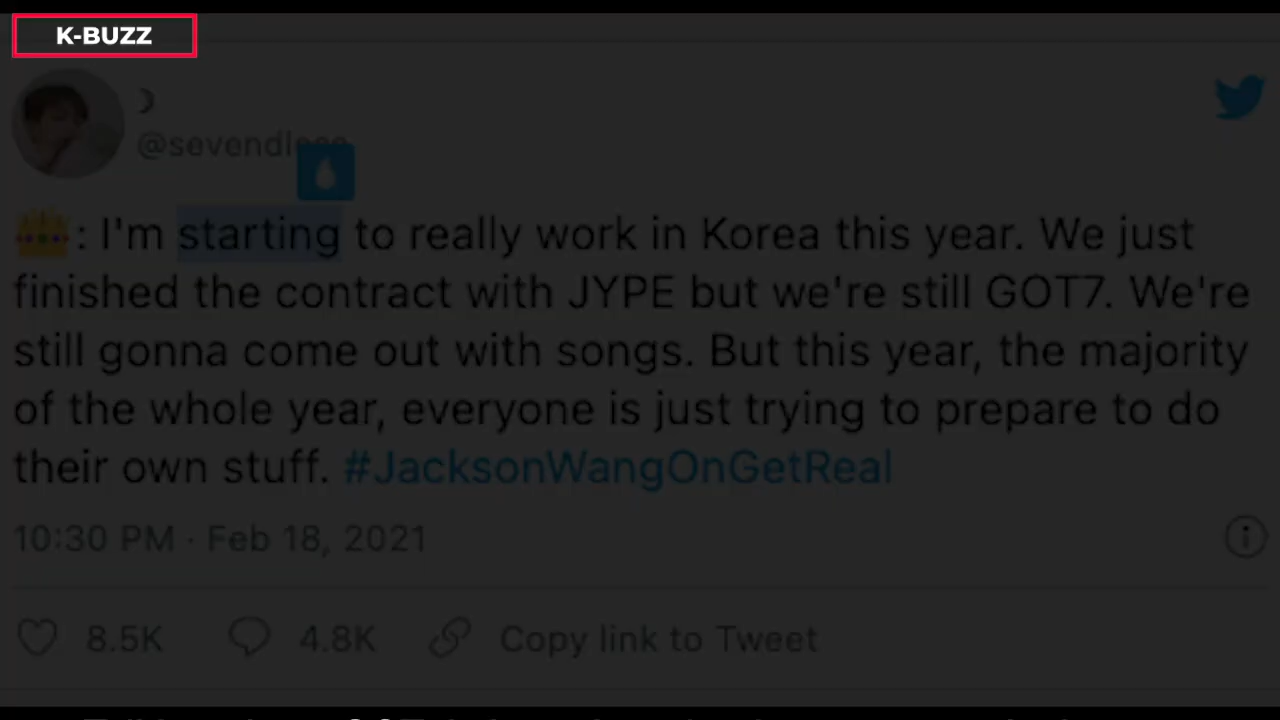 K-BUZZ
: I'm starting to really work in Korea this year. We just
finished the contract with JYPE but we're still GOT7. We're
still gonna come out with songs. But this year, the majority
of the whole year, everyone is just trying to prepare to do
their own stuff. #JacksonWangOnGetReal
10:30 PM · Feb 18, 2021
8.5K 4.8K Copy link to Tweet